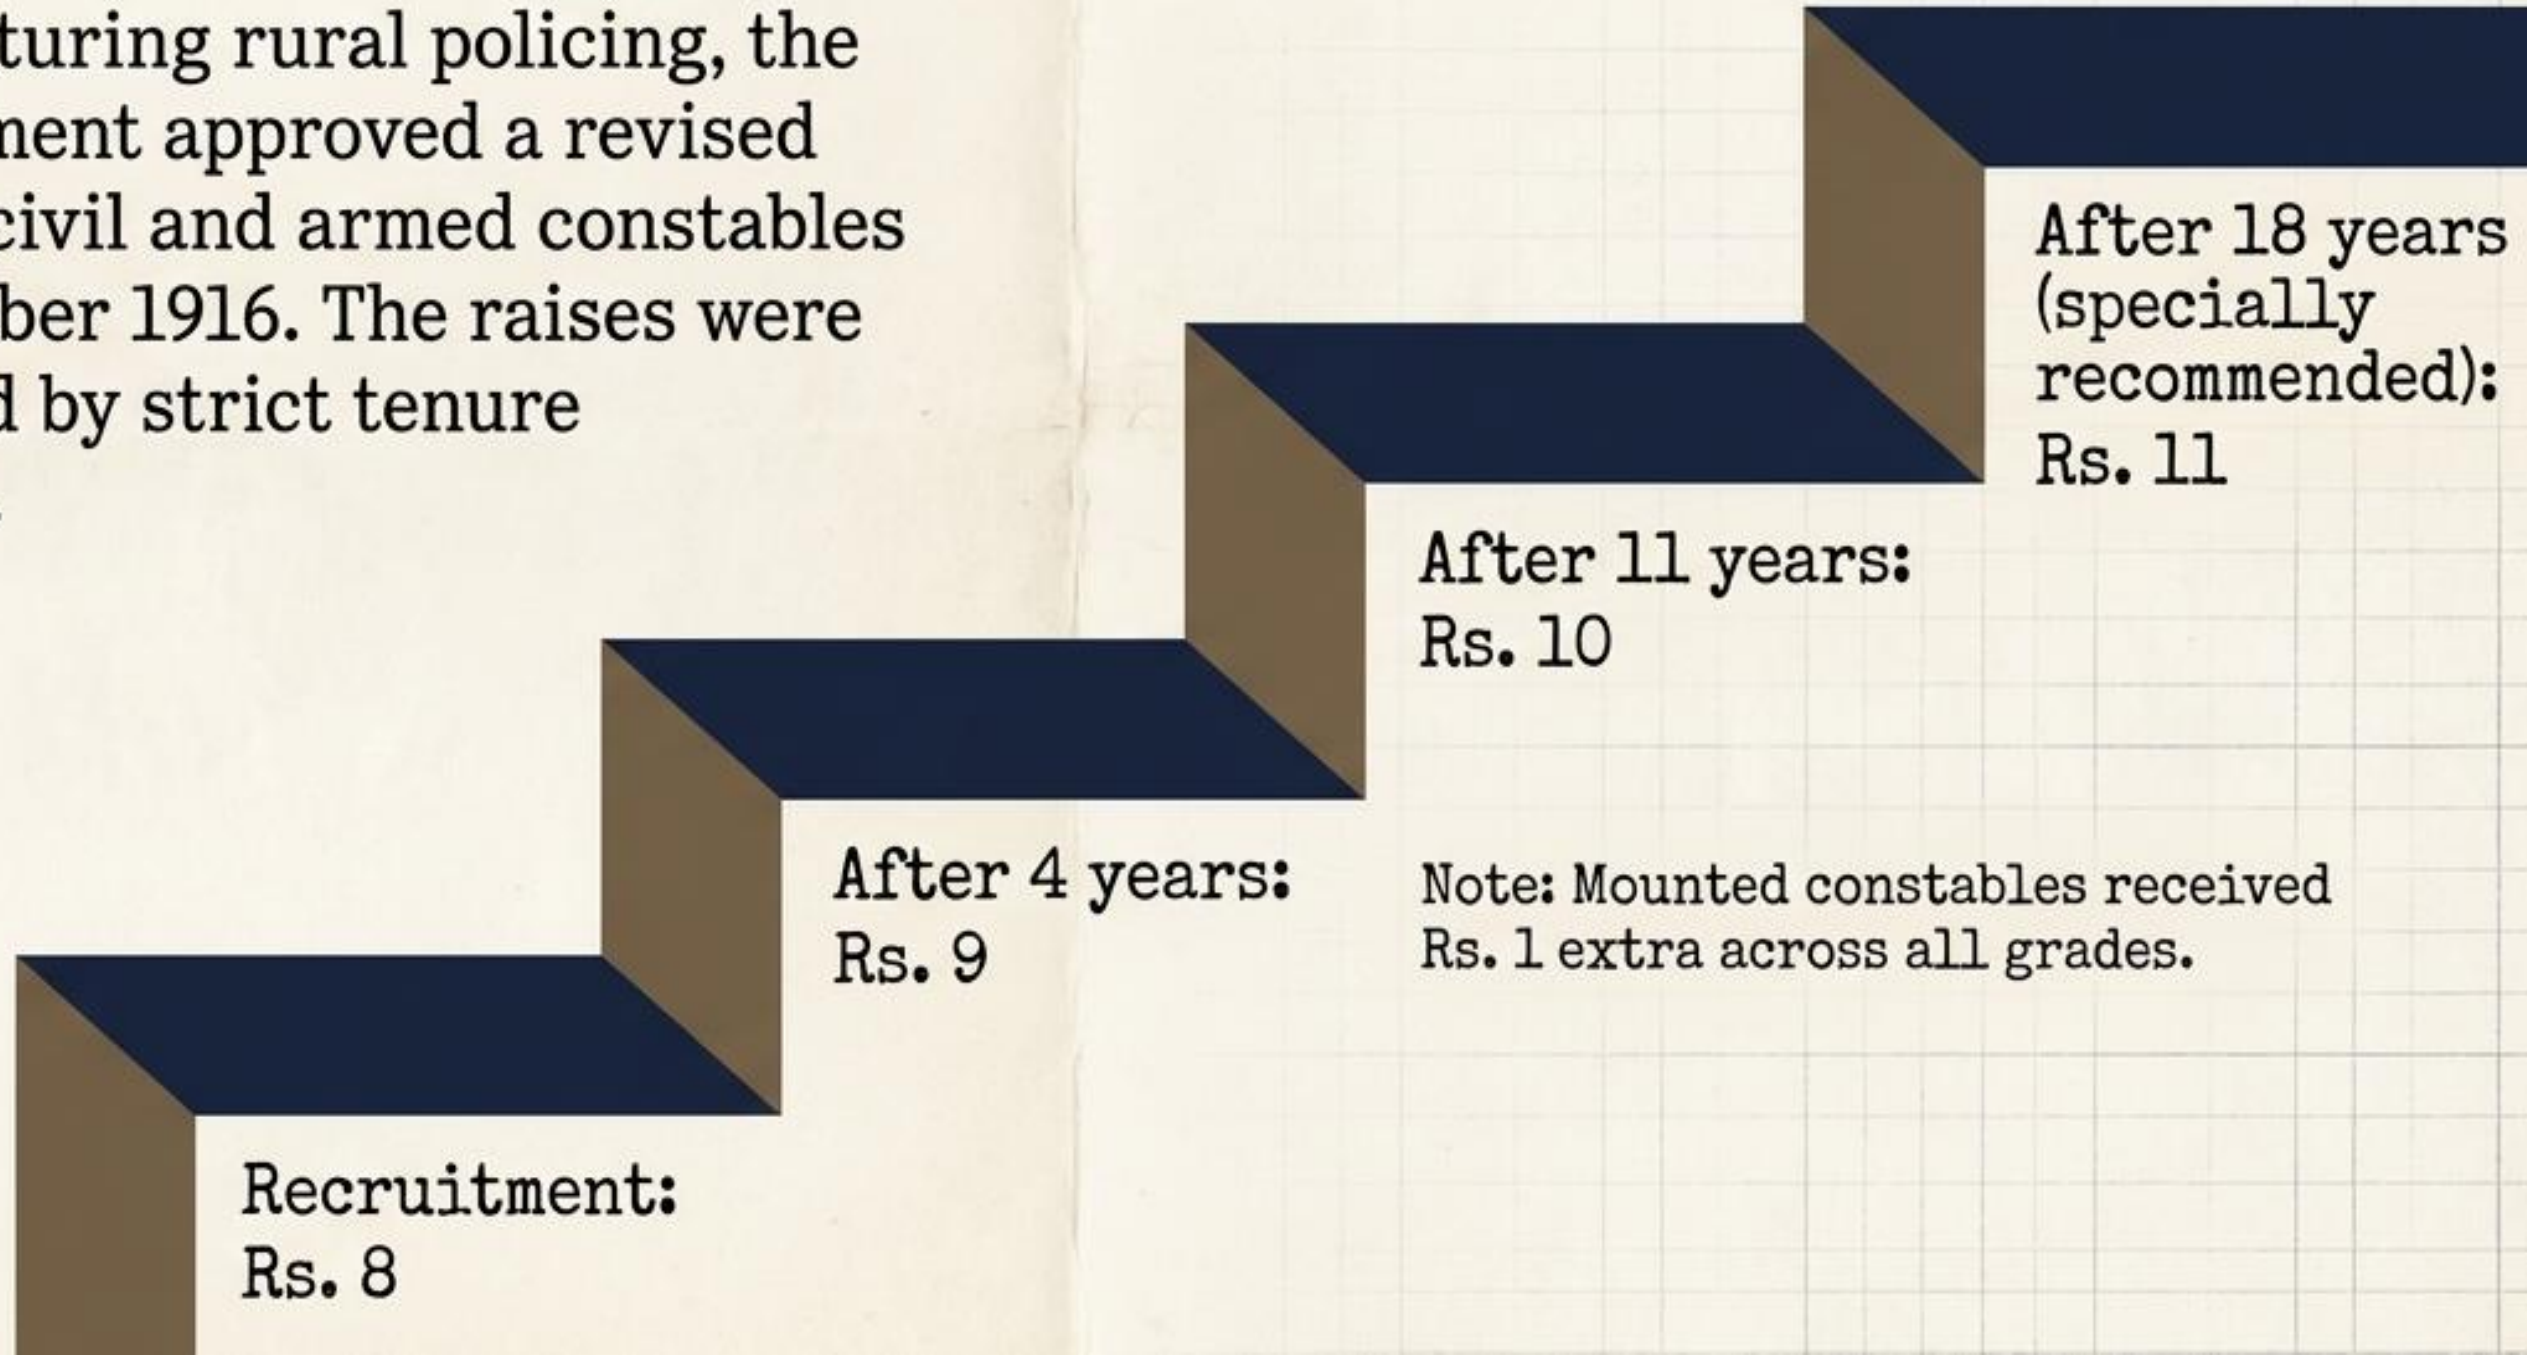 turing rural policing, the
approved a revised
civil and armed constables
1916. The raises were
by strict tenure
After 18 years
(specially
recommended):
Rs. 11
After 11 years:
Rs. 10
After 4 years:
Rs. 9
Note: Mounted constables received
Rs. 1 extra across all grades.
Recruitment:
Rs. 8